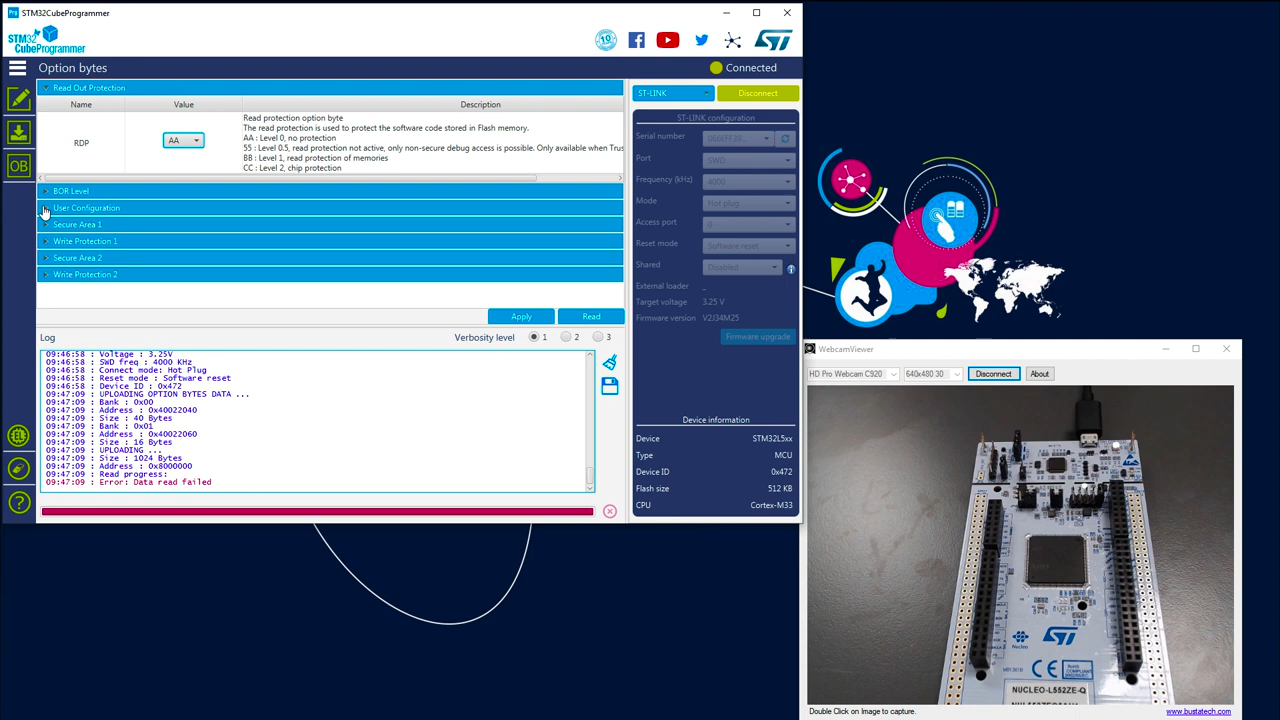 STM32CubeProgrammer
STM32
CubeProgrammer
Option bytes
Connected
Read Out Protection
Name
Value
Description
RDP
AA
Read protection option byte
The read protection is used to protect the software code stored in Flash memory.
AA : Level 0, no protection
55 : Level 0.5, read protection not active, only non-secure debug access is possible. Only available when Trus
BB : Level 1, read protection of memories
CC : Level 2, chip protection
BOR Level
User Configuration
Secure Area 1
Write Protection 1
Secure Area 2
Write Protection 2
Apply
Read
Log
Verbosity level
1
2
3
09:46:58 : Voltage : 3.25V
09:46:58 : SWD freq : 4000 KHz
09:46:58 : Connect mode: Hot Plug
09:46:58 : Reset mode : Software reset
09:46:58 : Device ID : 0x472
09:47:09 : UPLOADING OPTION BYTES DATA ...
09:47:09 : Bank : 0x00
09:47:09 : Address : 0x40022040
09:47:09 : Size : 40 Bytes
09:47:09 : Bank : 0x01
09:47:09 : Address : 0x40022060
09:47:09 : Size : 16 Bytes
09:47:09 : UPLOADING ...
09:47:09 : Size : 1024 Bytes
09:47:09 : Address : 0x8000000
09:47:09 : Read progress:
09:47:09 : Error: Data read failed
OB
ST-LINK
Disconnect
ST-LINK configuration
Serial number
Port
SWD
Frequency (kHz)
4000
Mode
Hot plug
Access port
0
Reset mode
Software reset
Shared
Disabled
External loader
_
Target voltage
3.25 V
Firmware version
V2J34M25
Firmware upgrade
Device information
Device
STM32L5xx
Type
MCU
Device ID
0x472
Flash size
512 KB
CPU
Cortex-M33
WebcamViewer
HD Pro Webcam C920
640x480 30
Disconnect
About
ST
Nucleo
CE
NUCLEO-L552ZE-Q
Double Click on Image to capture.
www.bustatech.com